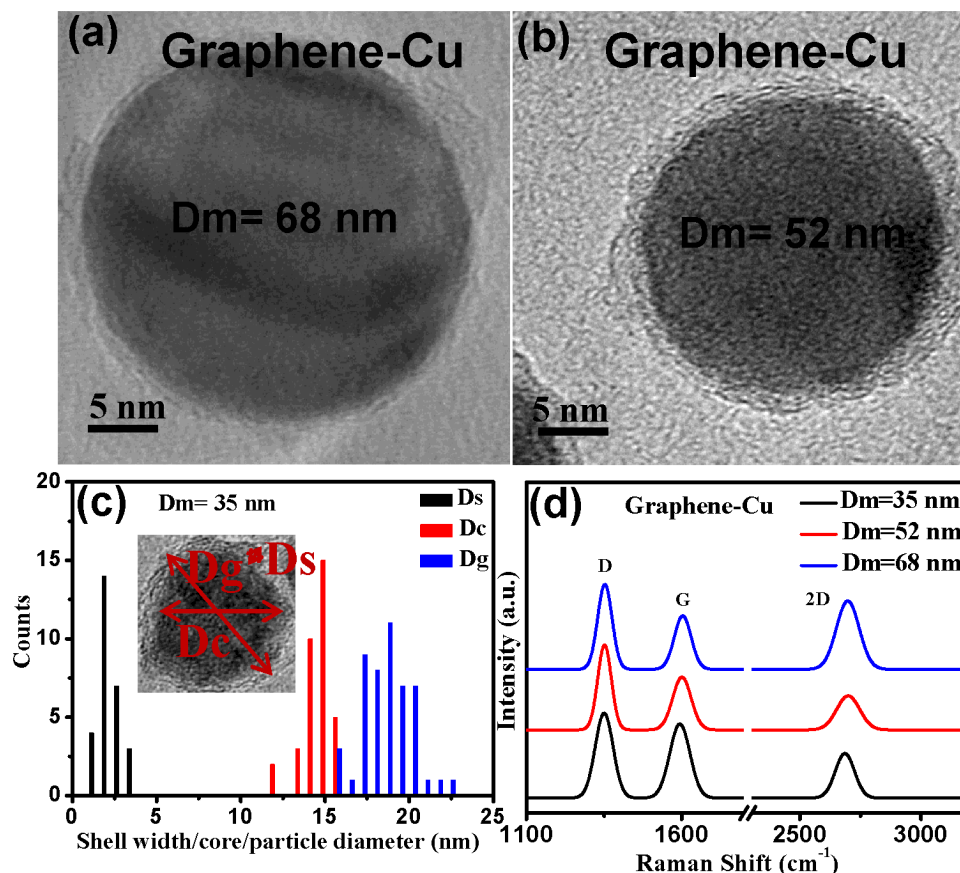 (a)
Graphene-Cu
Dm= 68 nm
5 nm
(b)
Graphene-Cu
Dm= 52 nm
5 nm
(c)
Dm= 35 nm
Ds
Dc
Dg
Dg
Ds
Dc
Counts
20
15
10
5
0
0 5 10 15 20 25
Shell width/core/particle diameter (nm)
(d)
Graphene-Cu
Dm=35 nm
Dm=52 nm
Dm=68 nm
D
G
2D
Intensity (a.u.)
1100 1600 2500 3000
Raman Shift (cm⁻¹)